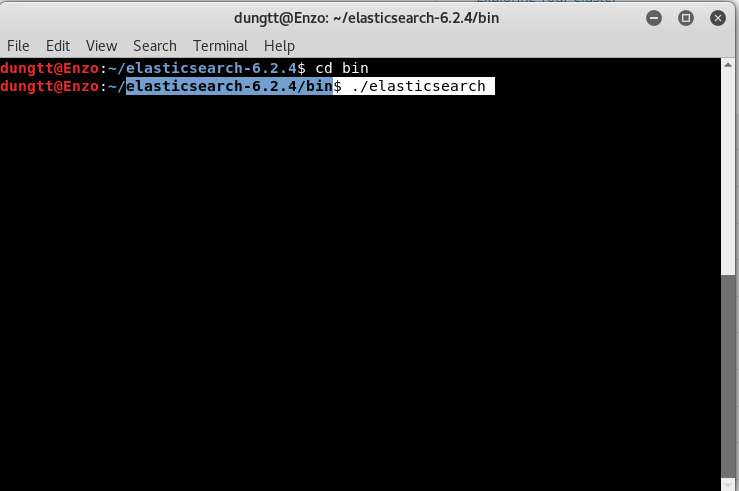 dungtt@Enzo: ~/elasticsearch-6.2.4/bin
File Edit View Search Terminal Help
dungtt@Enzo:~/elasticsearch-6.2.4$ cd bin
dungtt@Enzo:~/elasticsearch-6.2.4/bin$ ./elasticsearch